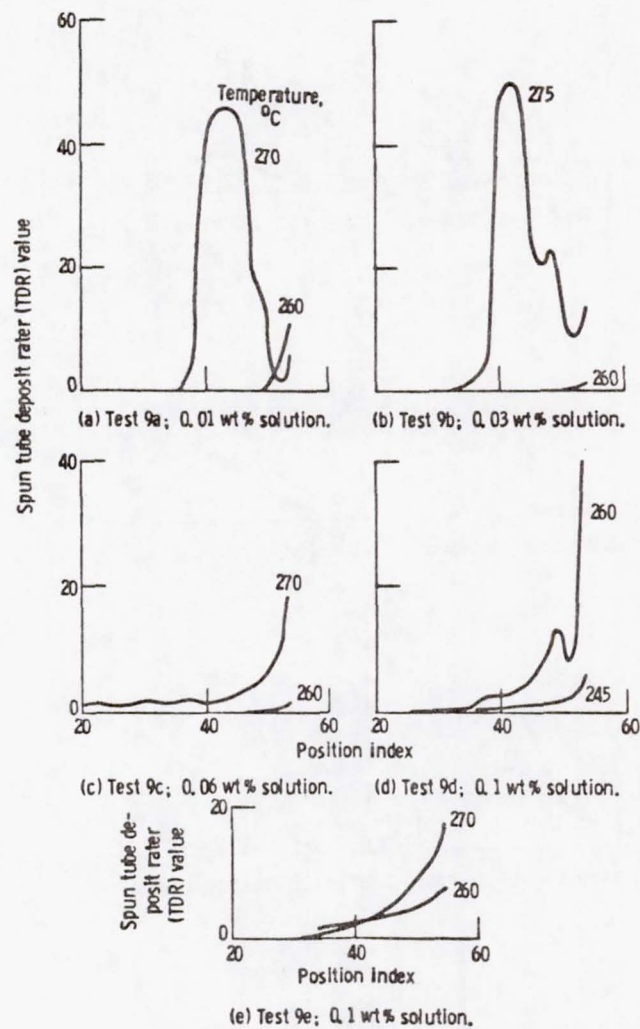 60
40
20
0
Spun tube deposit rater (TDR) value
Temperature,
°C
270
260
275
260
(a) Test 9a; 0.01 wt% solution.
(b) Test 9b; 0.03 wt% solution.
40
20
0
270
260
260
245
20
40
60
20
40
60
Position index
(c) Test 9c; 0.06 wt% solution.
(d) Test 9d; 0.1 wt% solution.
Spun tube de-
posit rater
(TDR) value
20
0
270
260
20
40
60
Position index
(e) Test 9e; 0.1 wt% solution.